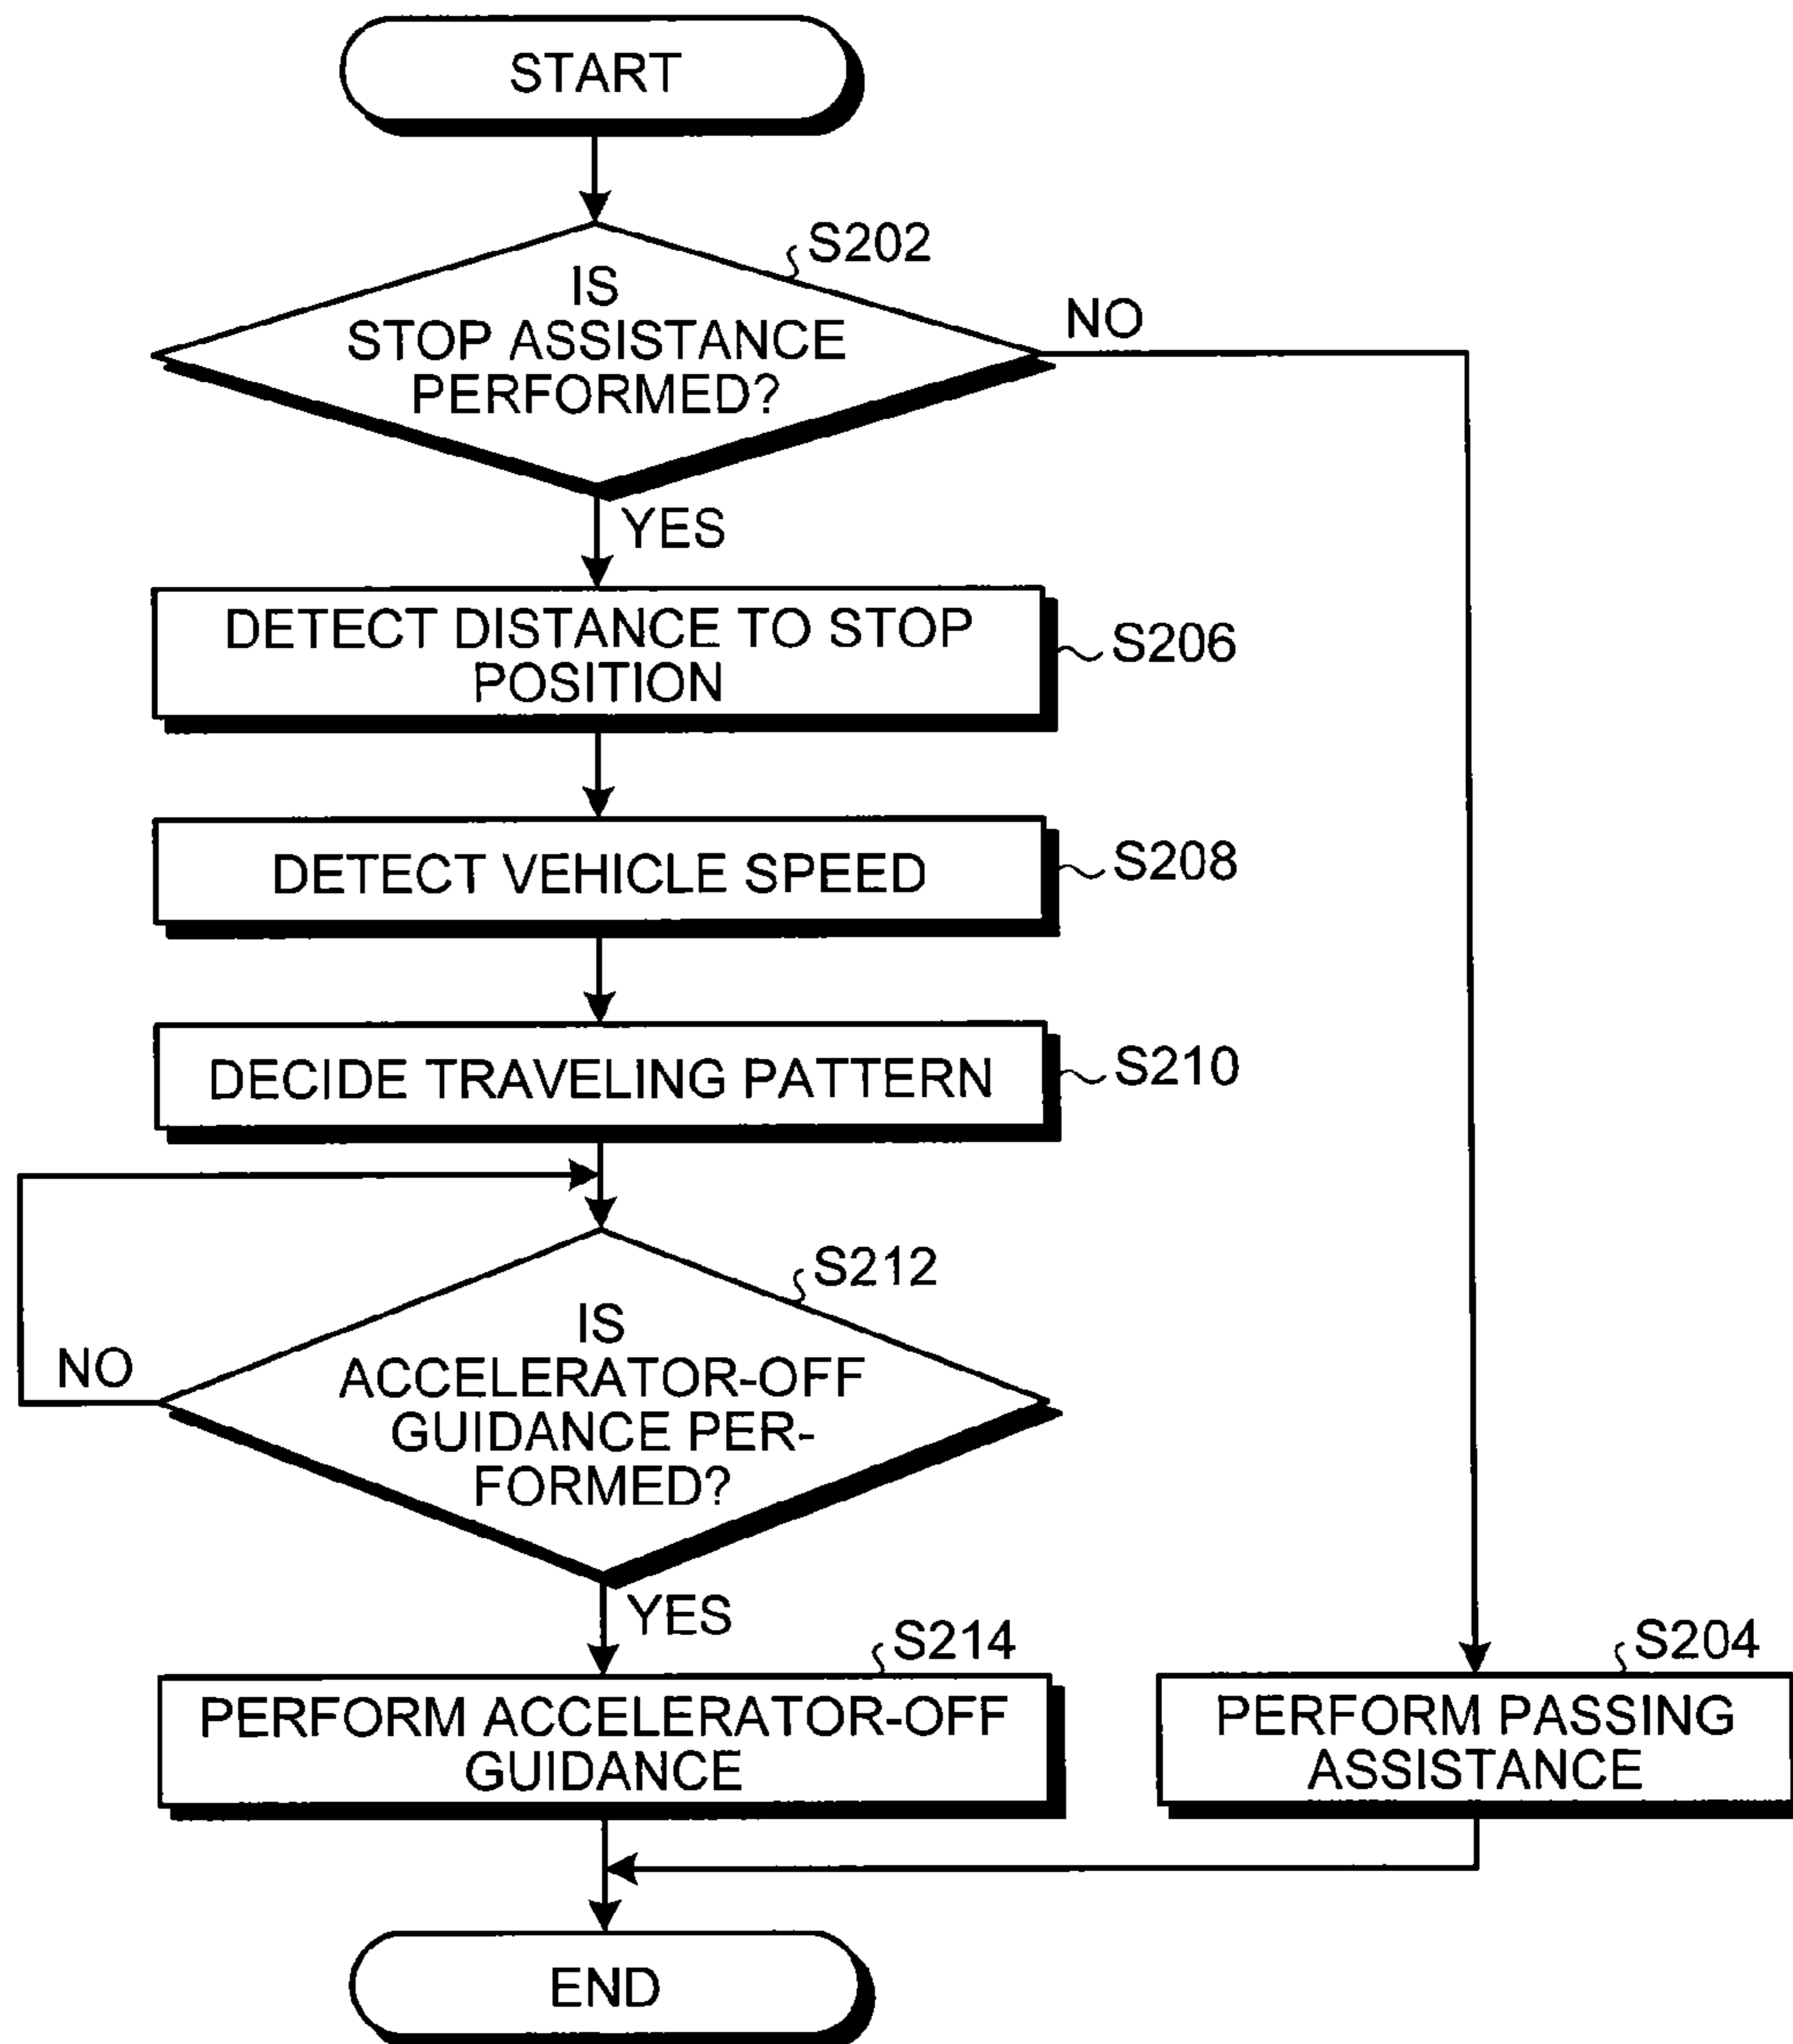 START
S202
IS
STOP ASSISTANCE
PERFORMED?
NO
YES
DETECT DISTANCE TO STOP
POSITION
S206
DETECT VEHICLE SPEED
S208
DECIDE TRAVELING PATTERN
S210
S212
IS
ACCELERATOR-OFF
GUIDANCE PER-
FORMED?
NO
YES
S214
PERFORM ACCELERATOR-OFF
GUIDANCE
S204
PERFORM PASSING
ASSISTANCE
END